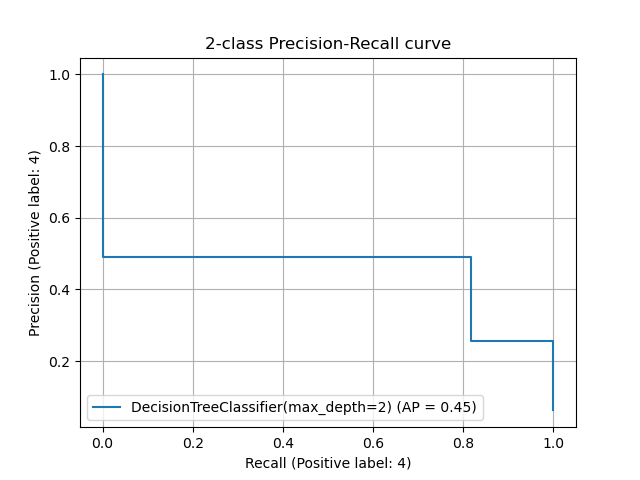 2-class Precision-Recall curve
1.0
0.8
0.6
0.4
0.2
Precision (Positive label: 4)
DecisionTreeClassifier(max_depth=2) (AP = 0.45)
0.0 0.2 0.4 0.6 0.8 1.0
Recall (Positive label: 4)